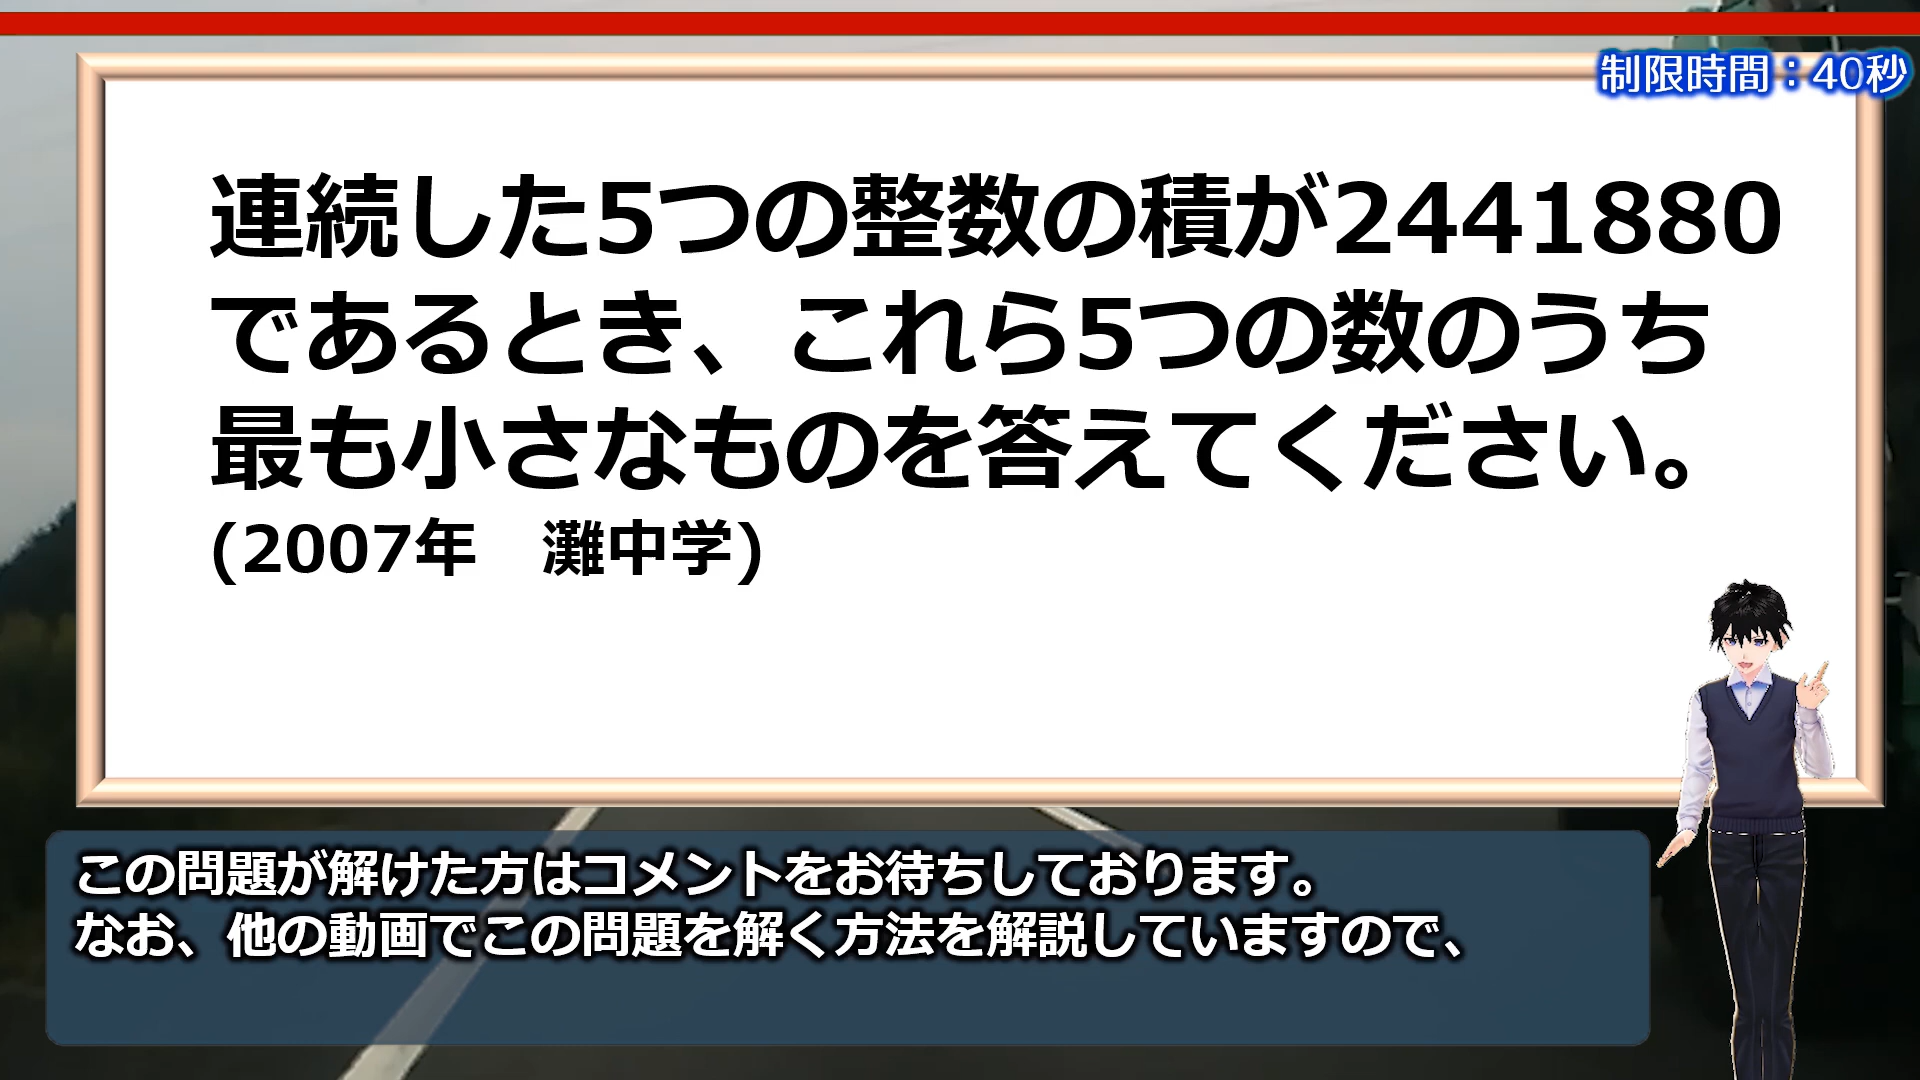 制限時間：40秒
連続した5つの整数の積が2441880
であるとき、これら5つの数のうち
最も小さなものを答えてください。
(2007年　灘中学)
この問題が解けた方はコメントをお待ちしております。
なお、他の動画でこの問題を解く方法を解説していますので、